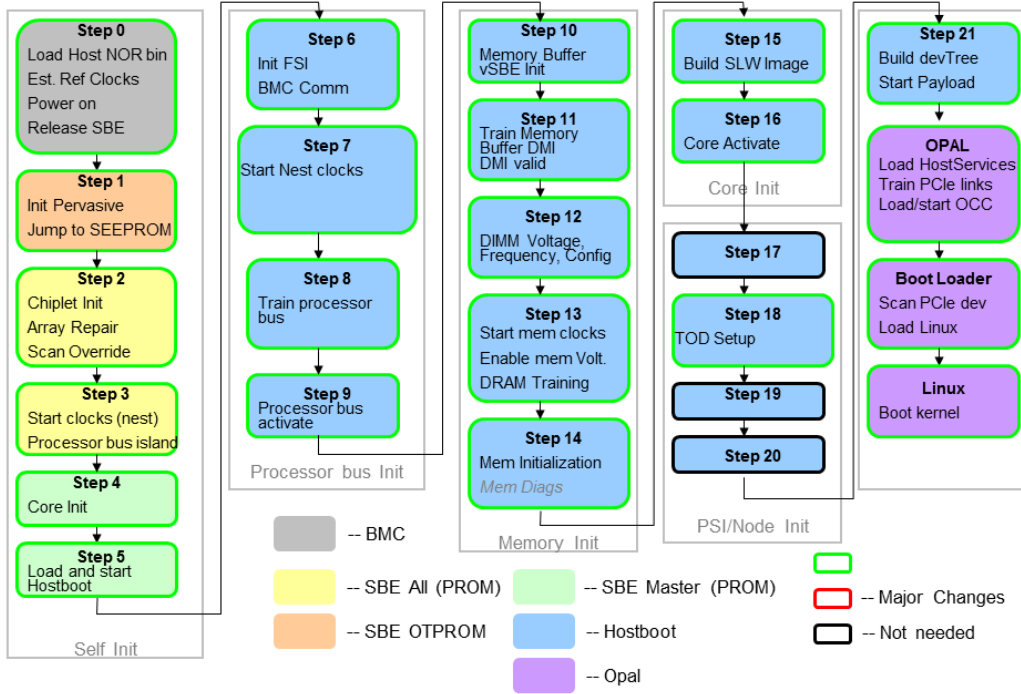 Step 0
Load Host NOR bin
Est. Ref Clocks
Power on
Release SBE
Step 1
Init Pervasive
Jump to SEEPROM
Step 2
Chiplet Init
Array Repair
Scan Override
Step 3
Start clocks (nest)
Processor bus island
Step 4
Core Init
Step 5
Load and start
Hostboot
Self Init
Step 6
Init FSI
BMC Comm
Step 7
Start Nest clocks
Step 8
Train processor
bus
Step 9
Processor bus
activate
Processor bus Init
Step 10
Memory Buffer
vSBE Init
Step 11
Train Memory
Buffer DMI
DMI valid
Step 12
DIMM Voltage,
Frequency, Config
Step 13
Start mem clocks
Enable mem Volt.
DRAM Training
Step 14
Mem Initialization
Mem Diags
Memory Init
Step 15
Build SLW Image
Step 16
Core Activate
Core Init
Step 17
Step 18
TOD Setup
Step 19
Step 20
PSI/Node Init
Step 21
Build devTree
Start Payload
OPAL
Load HostServices
Train PCIe links
Load/start OCC
Boot Loader
Scan PCIe dev
Load Linux
Linux
Boot kernel
-- BMC
-- SBE All (PROM)
-- SBE OTPROM
-- SBE Master (PROM)
-- Hostboot
-- Opal
-- Major Changes
-- Not needed